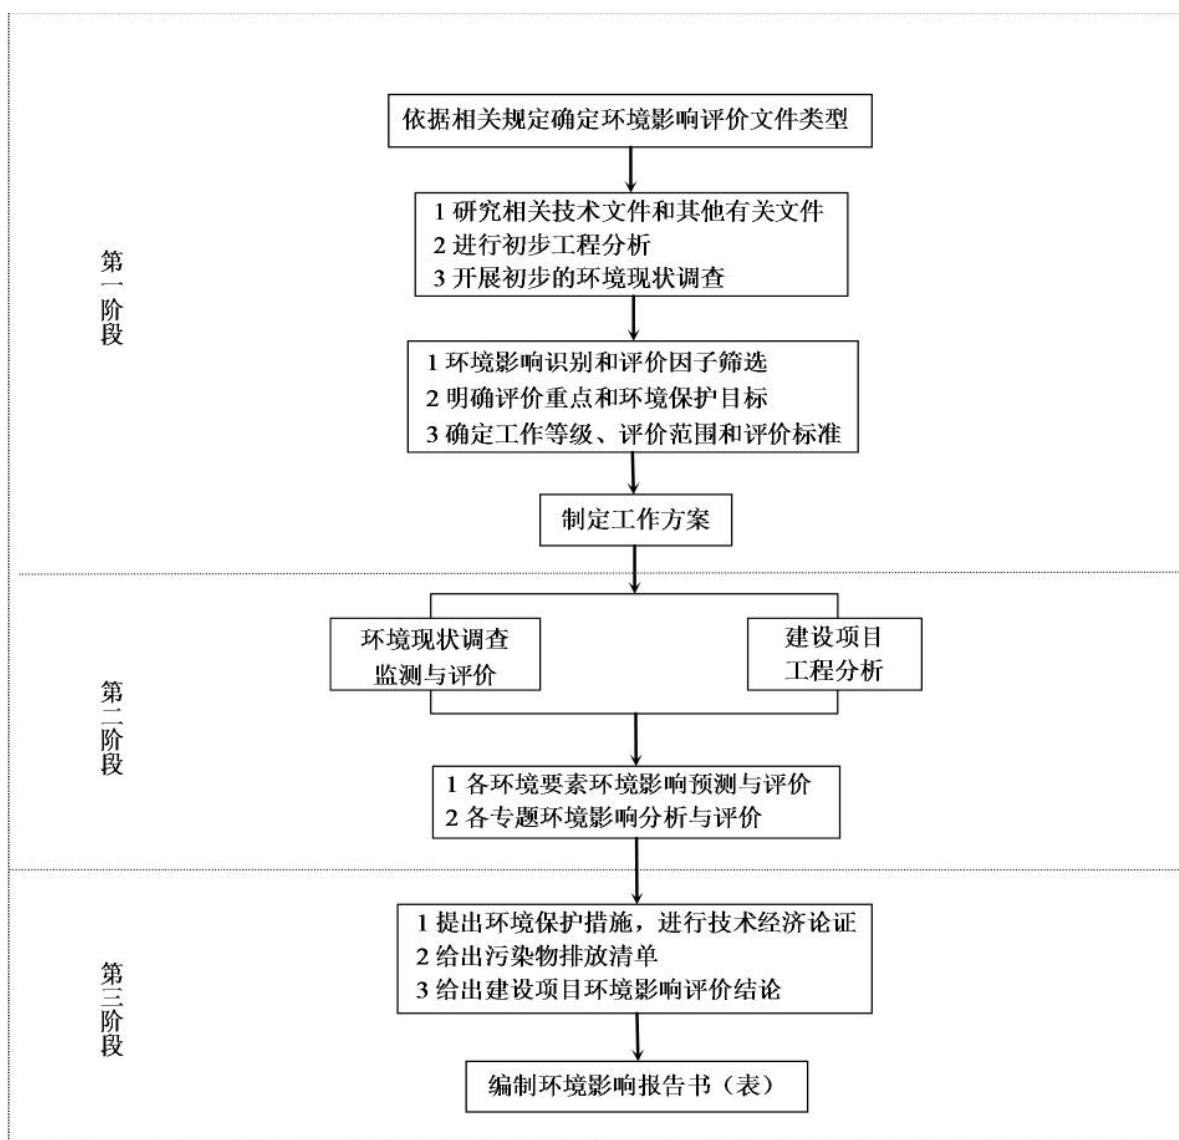 依据相关规定确定环境影响评价文件类型
1 研究相关技术文件和其他有关文件
2 进行初步工程分析
3 开展初步的环境现状调查
第一阶段
1 环境影响识别和评价因子筛选
2 明确评价重点和环境保护目标
3 确定工作等级、评价范围和评价标准
制定工作方案
环境现状调查
监测与评价
建设项目
工程分析
第二阶段
1 各环境要素环境影响预测与评价
2 各专题环境影响分析与评价
1 提出环境保护措施，进行技术经济论证
2 给出污染物排放清单
3 给出建设项目环境影响评价结论
第三阶段
编制环境影响报告书（表）